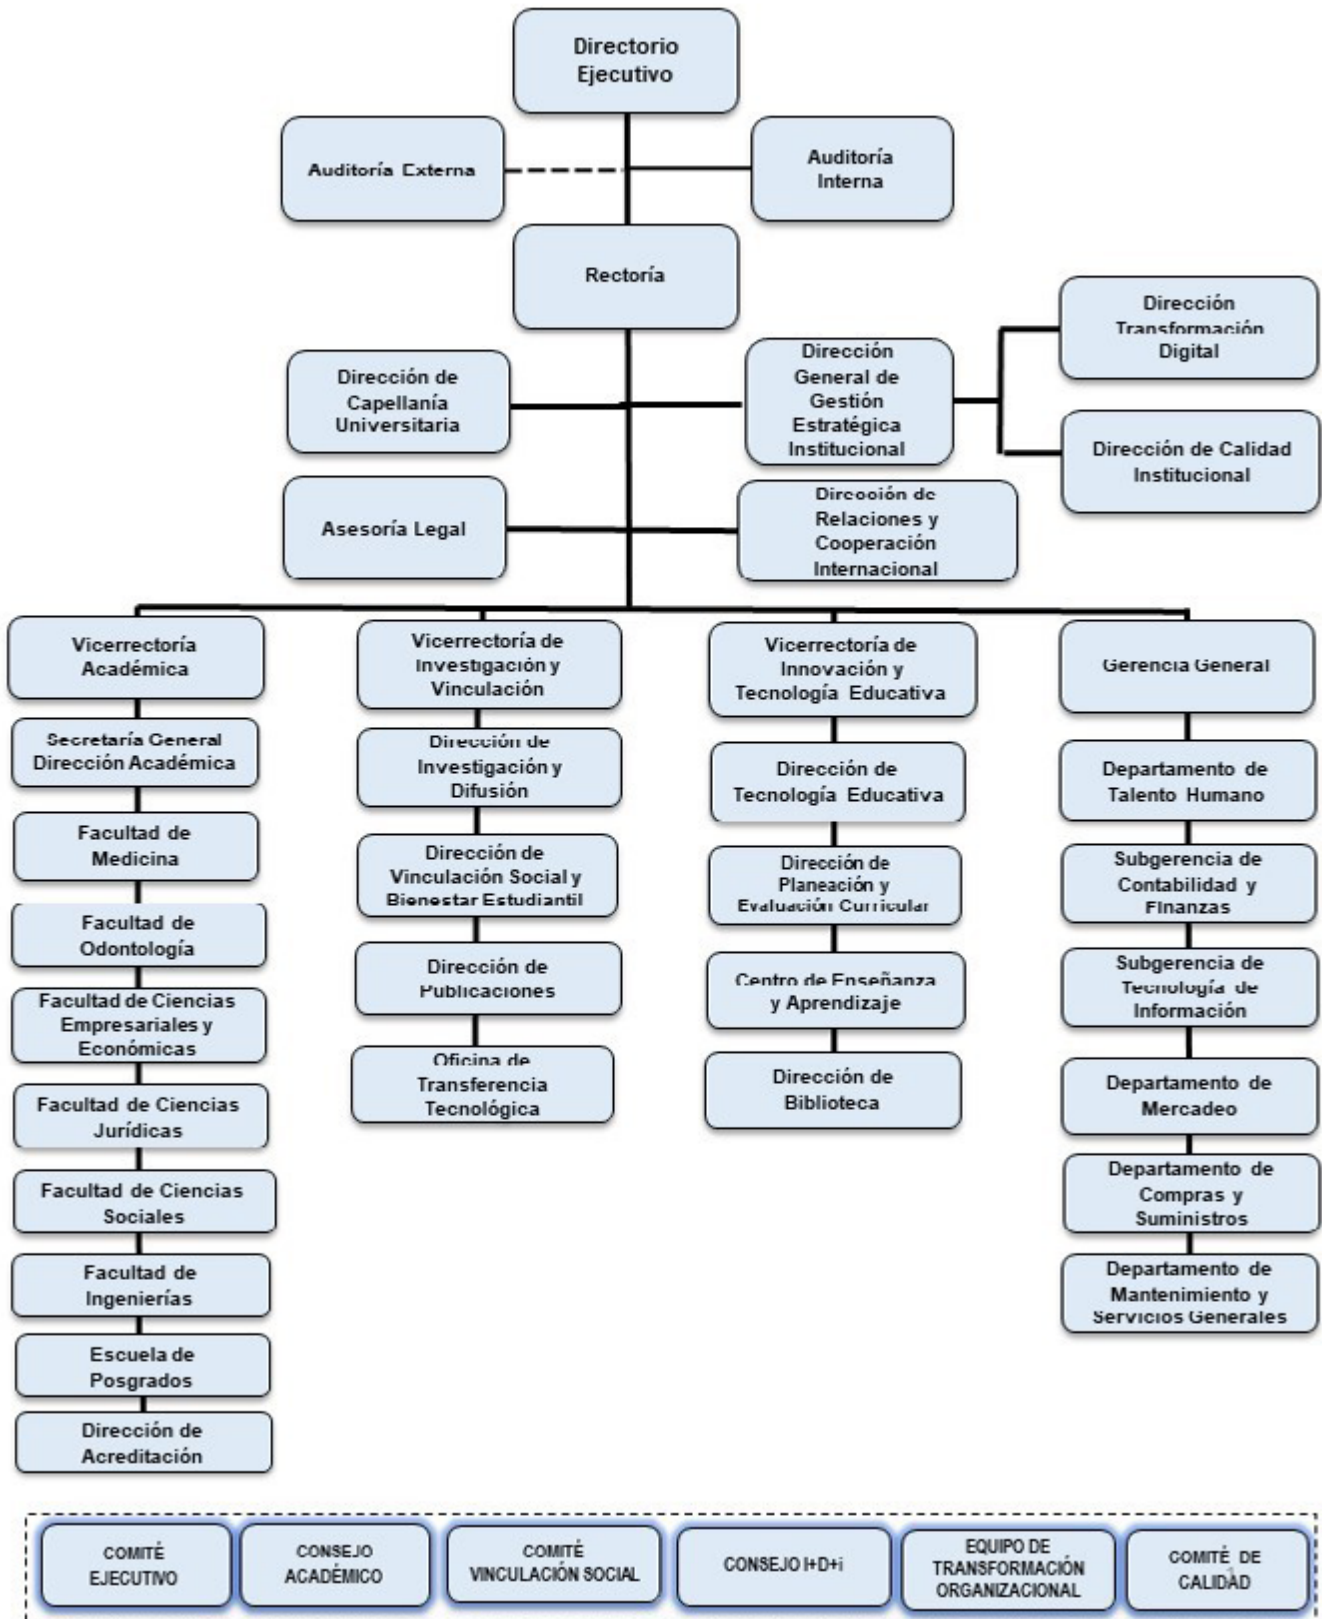 Directorio
Ejecutivo
Auditoría Externa
Auditoría
Interna
Rectoría
Dirección
Transformación
Digital
Dirección de
Capellanía
Universitaria
Dirección
General de
Gestión
Estratégica
Institucional
Dirección de Calidad
Institucional
Asesoría Legal
Dirección de
Relaciones y
Cooperación
Internacional
Vicerrectoría
Académica
Secretaría General
Dirección Académica
Facultad de
Medicina
Facultad de
Odontología
Facultad de Ciencias
Empresariales y
Económicas
Facultad de Ciencias
Jurídicas
Facultad de Ciencias
Sociales
Facultad de
Ingenierías
Escuela de
Posgrados
Dirección de
Acreditación
Vicerrectoría de
Investigación y
Vinculación
Dirección de
Investigación y
Difusión
Dirección de
Vinculación Social y
Bienestar Estudiantil
Dirección de
Publicaciones
Oficina de
Transferencia
Tecnológica
Vicerrectoría de
Innovación y
Tecnología Educativa
Dirección de
Tecnología Educativa
Dirección de
Planeación y
Evaluación Curricular
Centro de Enseñanza
y Aprendizaje
Dirección de
Biblioteca
Gerencia General
Departamento de
Talento Humano
Subgerencia de
Contabilidad y
Finanzas
Subgerencia de
Tecnología de
Información
Departamento de
Mercadeo
Departamento de
Compras y
Suministros
Departamento de
Mantenimiento y
Servicios Generales
COMITÉ
EJECUTIVO
CONSEJO
ACADÉMICO
COMITÉ
VINCULACIÓN SOCIAL
CONSEJO I+D+i
EQUIPO DE
TRANSFORMACIÓN
ORGANIZACIONAL
COMITÉ DE
CALIDAD